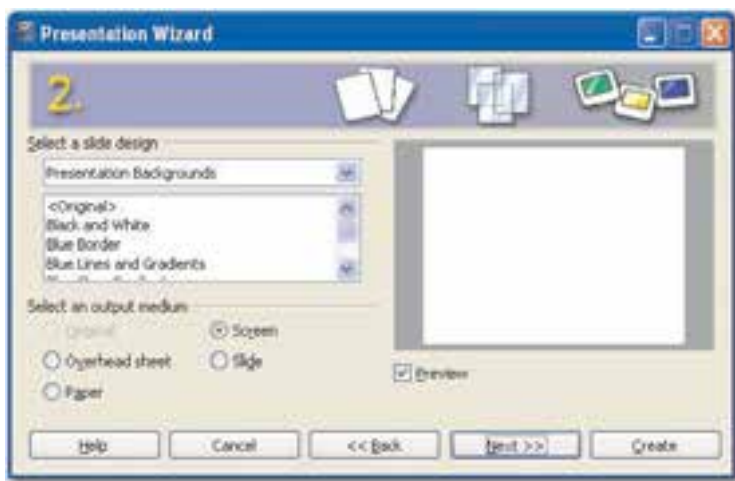 Presentation Wizard
2.
Select a slide design
Presentation Backgrounds
<Original>
Black and White
Blue Border
Blue Lines and Gradients
Select an output medium
Original
Screen
Overhead sheet
Slide
Paper
Preview
Help
Cancel
<< Back
Next >>
Create